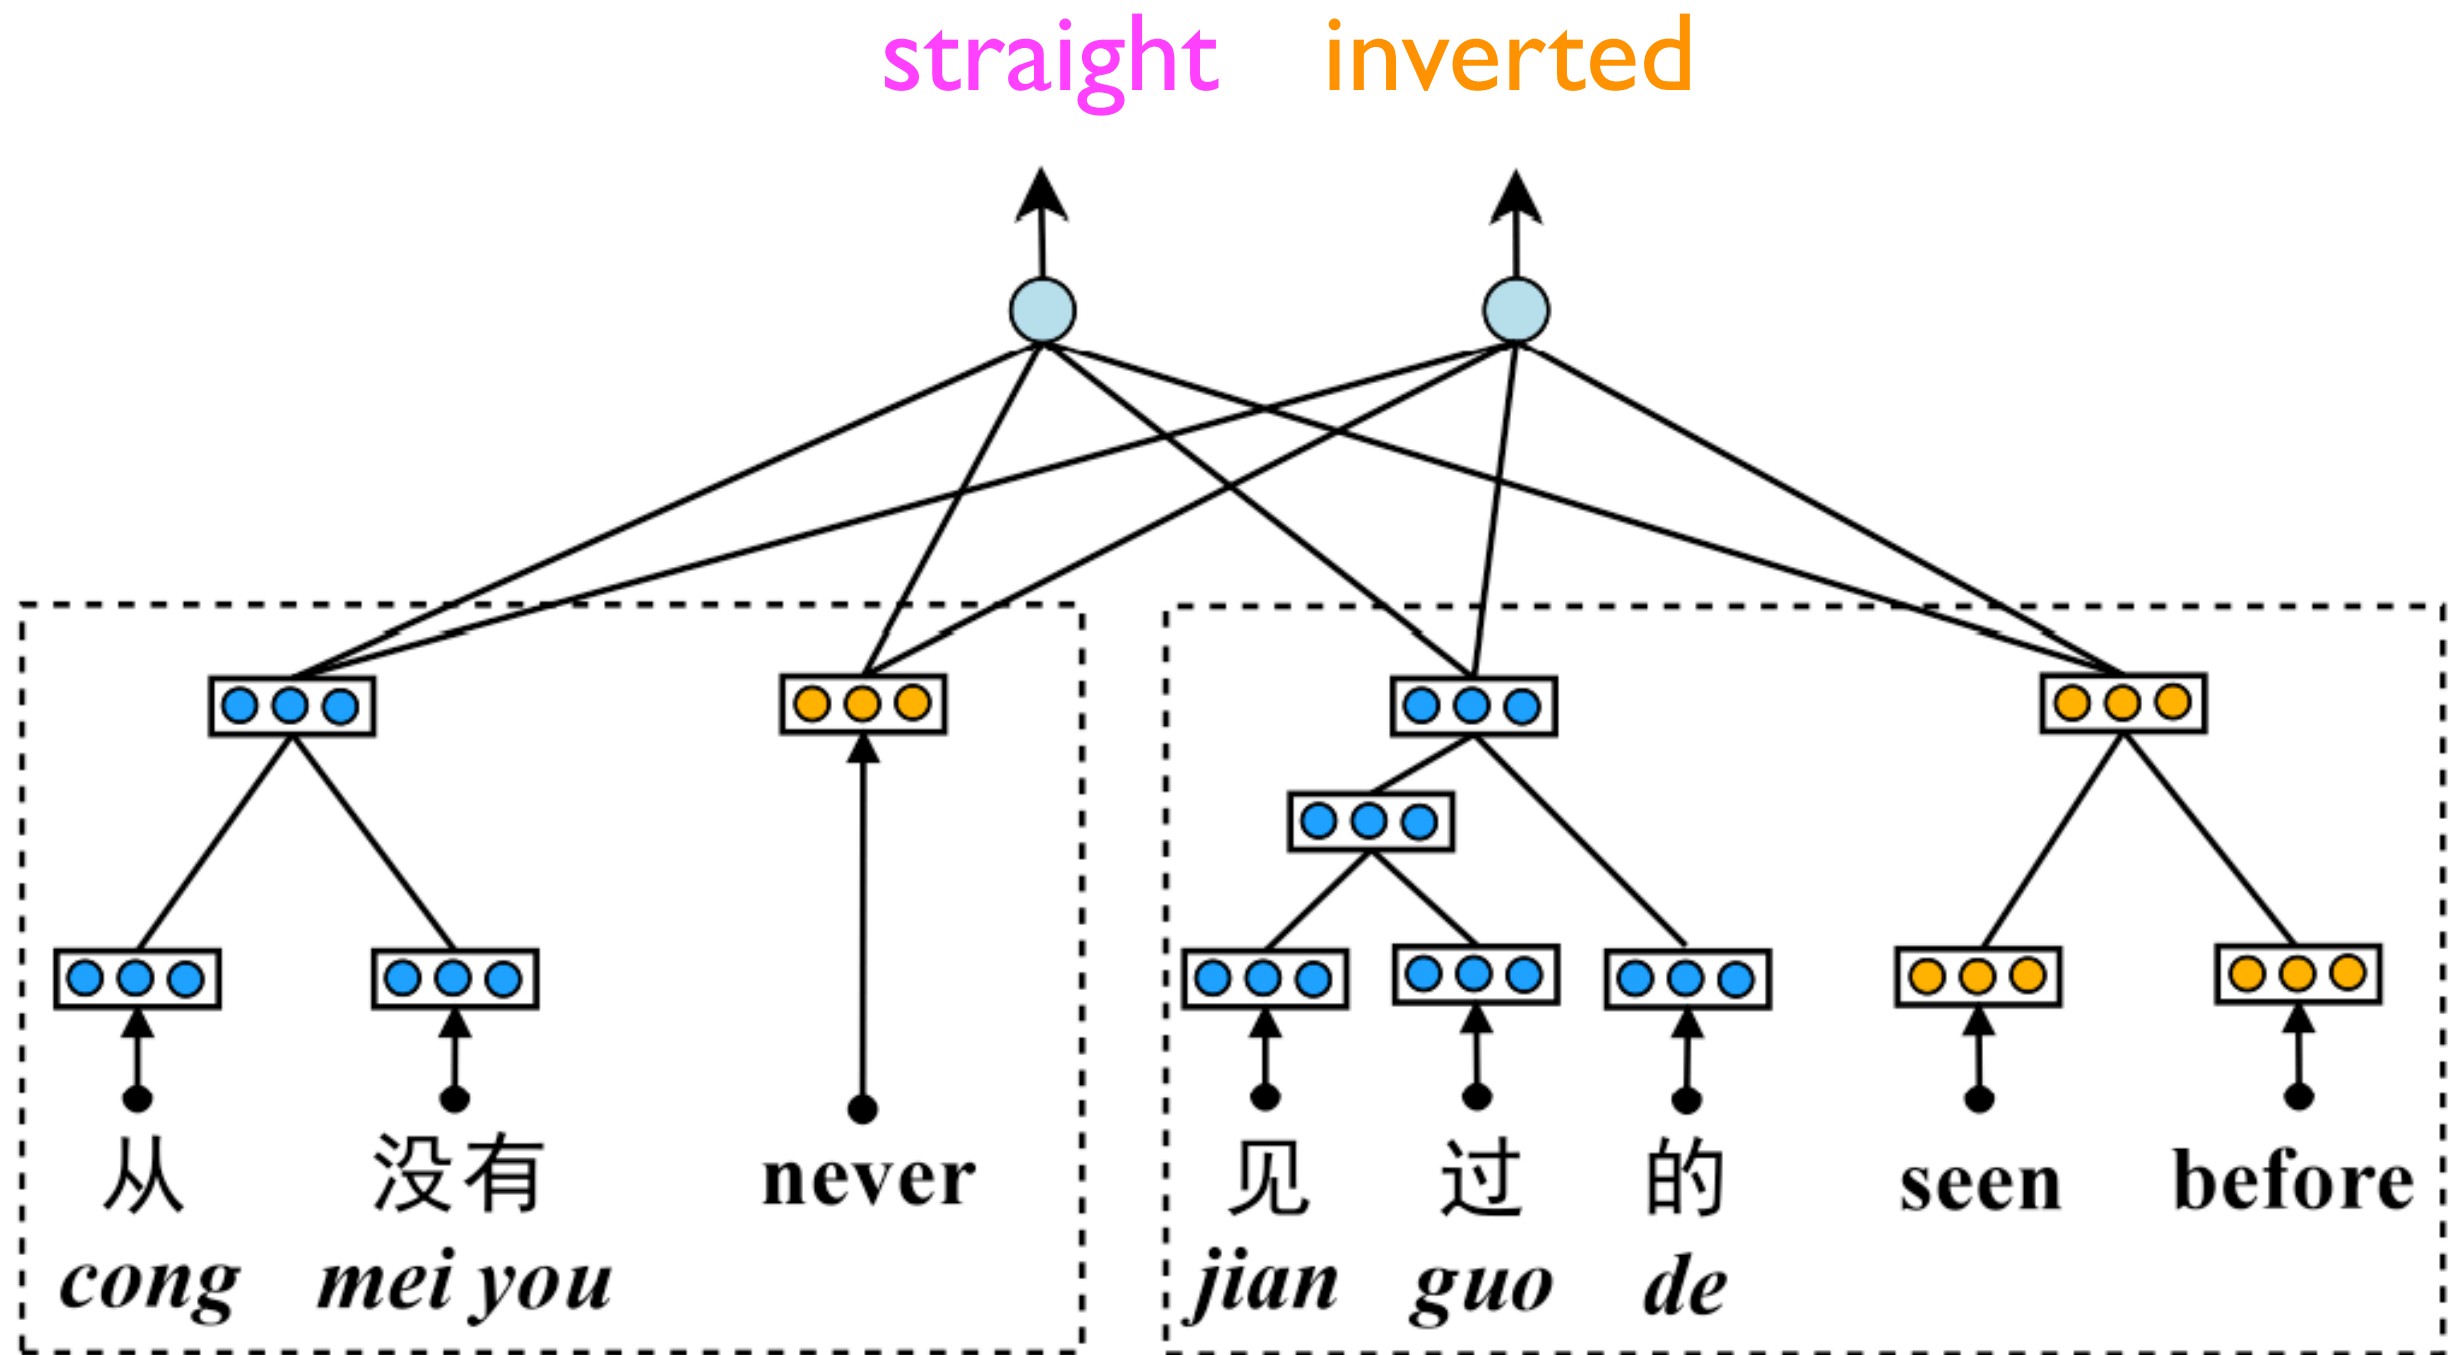 straight inverted
从 没有 never 见 过 的 seen before
cong mei you jian guo de